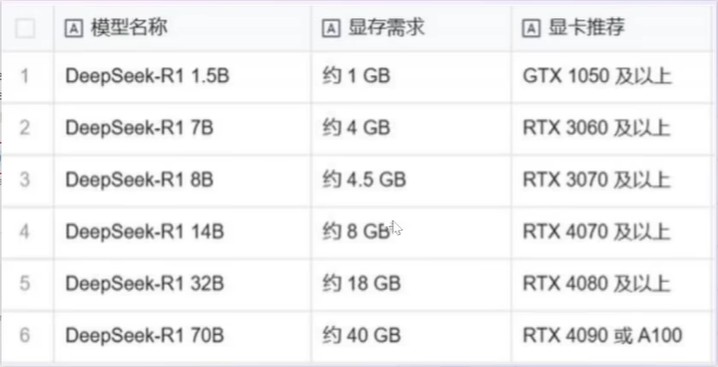 模型名称 显存需求 显卡推荐
1 DeepSeek-R1 1.5B 约 1 GB GTX 1050 及以上
2 DeepSeek-R1 7B 约 4 GB RTX 3060 及以上
3 DeepSeek-R1 8B 约 4.5 GB RTX 3070 及以上
4 DeepSeek-R1 14B 约 8 GB RTX 4070 及以上
5 DeepSeek-R1 32B 约 18 GB RTX 4080 及以上
6 DeepSeek-R1 70B 约 40 GB RTX 4090 或 A100